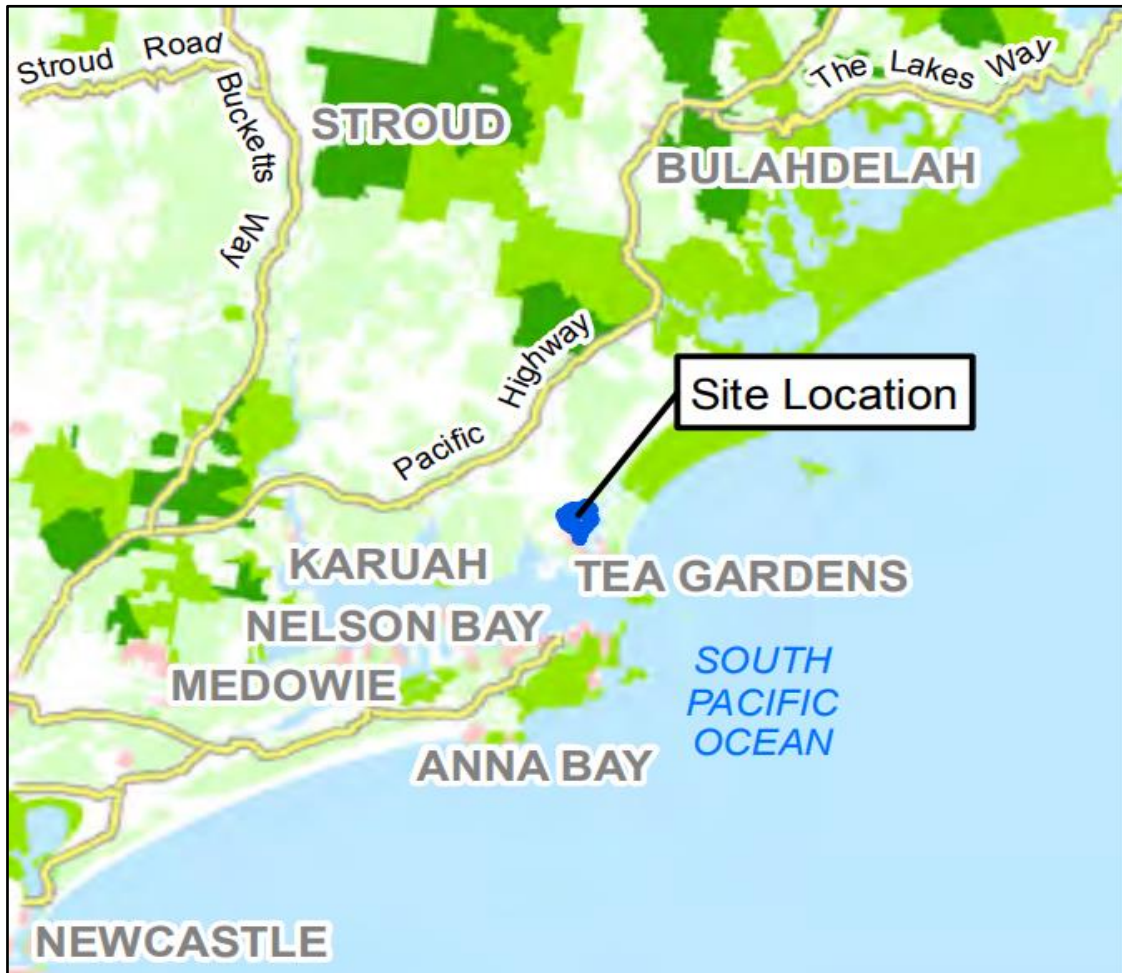 Stroud Road
Bucketts Way
The Lakes Way
STROUD
BULAHDELAH
Pacific Highway
Site Location
KARUAH
TEA GARDENS
NELSON BAY
MEDOWIE
SOUTH
PACIFIC
OCEAN
ANNA BAY
NEWCASTLE